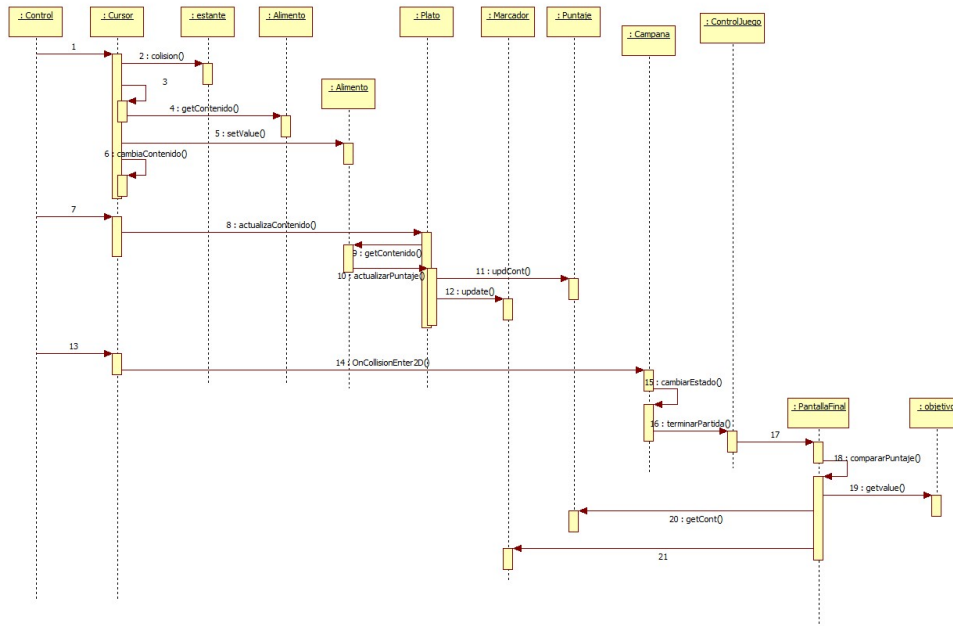 : Control
: Cursor
: estante
: Alimento
: Plato
: Marcador
: Puntaje
: Campana
: ControlJuego
1
2 : colision()
3
: Alimento
4 : getContenido()
5 : setValue()
6 : cambiaContenido()
7
8 : actualizaContenido()
9 : getContenido()
10 : actualizarPuntaje()
11 : updCont()
12 : update()
13
14 : OnCollisionEnter2D()
15 : cambiarEstado()
: PantallaFinal
: objetivo
16 : terminarPartida()
17
18 : compararPuntaje()
19 : getvalue()
20 : getCont()
21